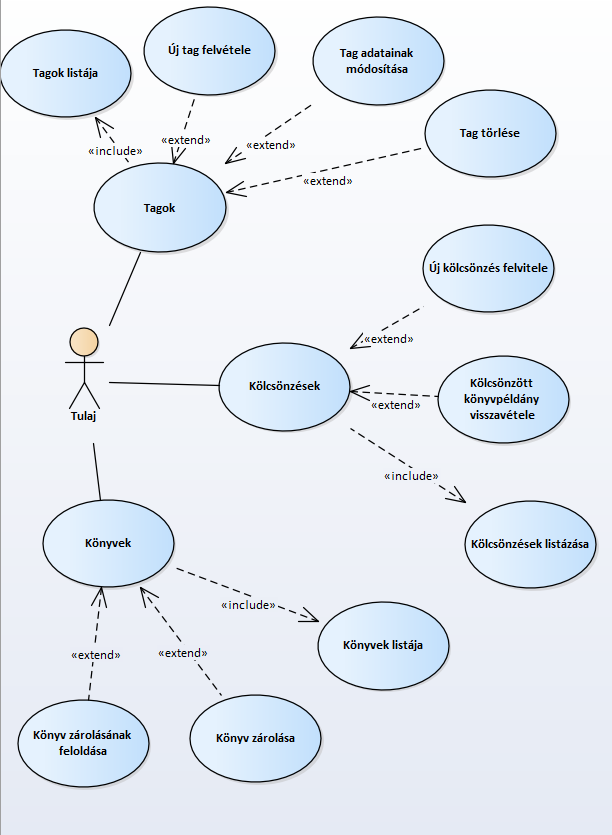 Tagok listája
Új tag felvétele
Tag adatainak
módosítása
Tag törlése
«include»
«extend»
«extend»
«extend»
Tagok
Új kölcsönzés felvitele
«extend»
Tulaj
Kölcsönzések
Kölcsönzött
könyvpéldány
visszavétele
«extend»
«include»
Kölcsönzések listázása
Könyvek
«include»
Könyvek listája
«extend»
«extend»
Könyv zárolásának
feloldása
Könyv zárolása